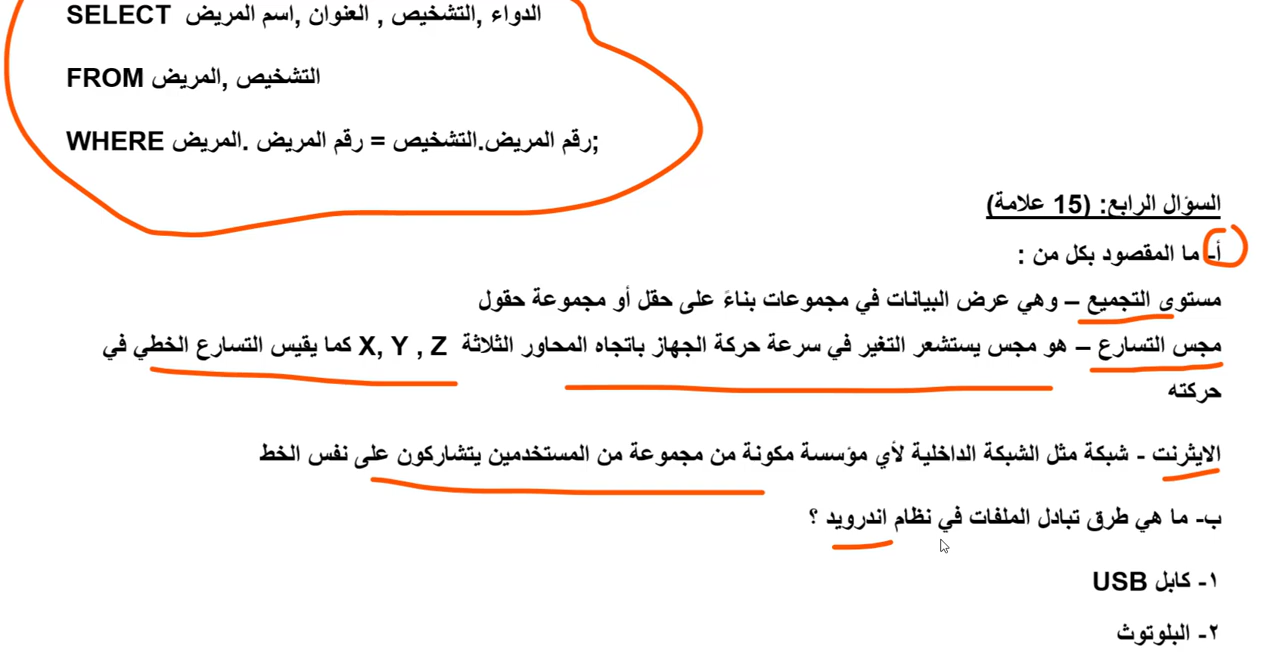 SELECT اسم المريض, العنوان , التشخيص, الدواء
FROM المريض, التشخيص
WHERE المريض. رقم المريض = التشخيص.رقم المريض;
السؤال الرابع: (15 علامة)
أ- ما المقصود بكل من :
مستوى التجميع – وهي عرض البيانات في مجموعات بناءً على حقل أو مجموعة حقول
مجس التسارع – هو مجس يستشعر التغير في سرعة حركة الجهاز باتجاه المحاور الثلاثة X, Y , Z كما يقيس التسارع الخطي في
حركته
الايثرنت - شبكة مثل الشبكة الداخلية لأي مؤسسة مكونة من مجموعة من المستخدمين يتشاركون على نفس الخط
ب- ما هي طرق تبادل الملفات في نظام اندرويد ؟
١- كابل USB
٢- البلوتوث